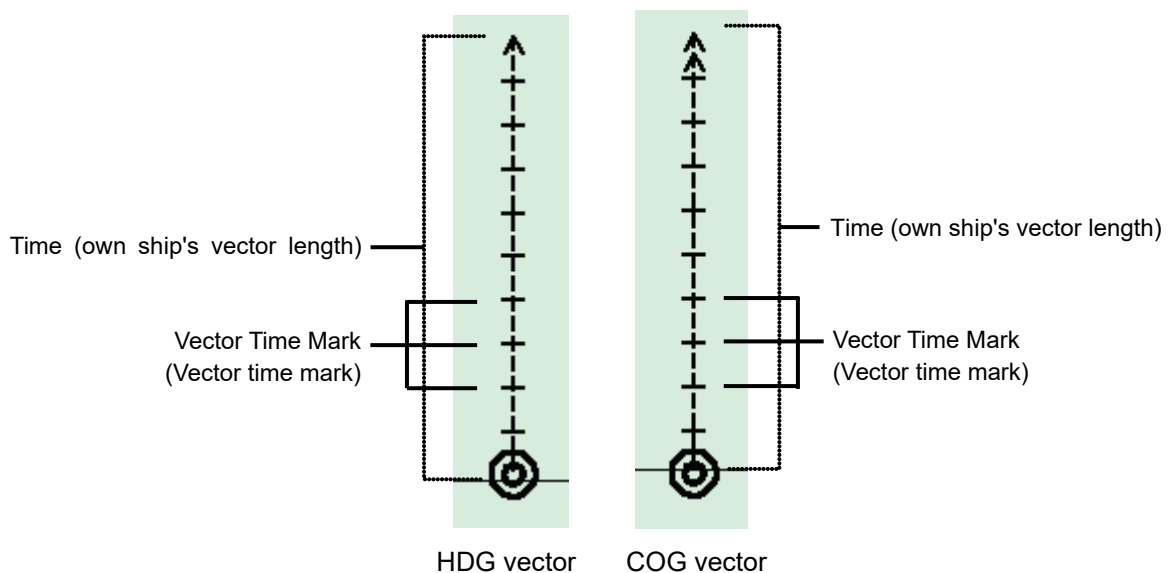 Time (own ship's vector length)
Vector Time Mark
(Vector time mark)
Time (own ship's vector length)
Vector Time Mark
(Vector time mark)
HDG vector
COG vector